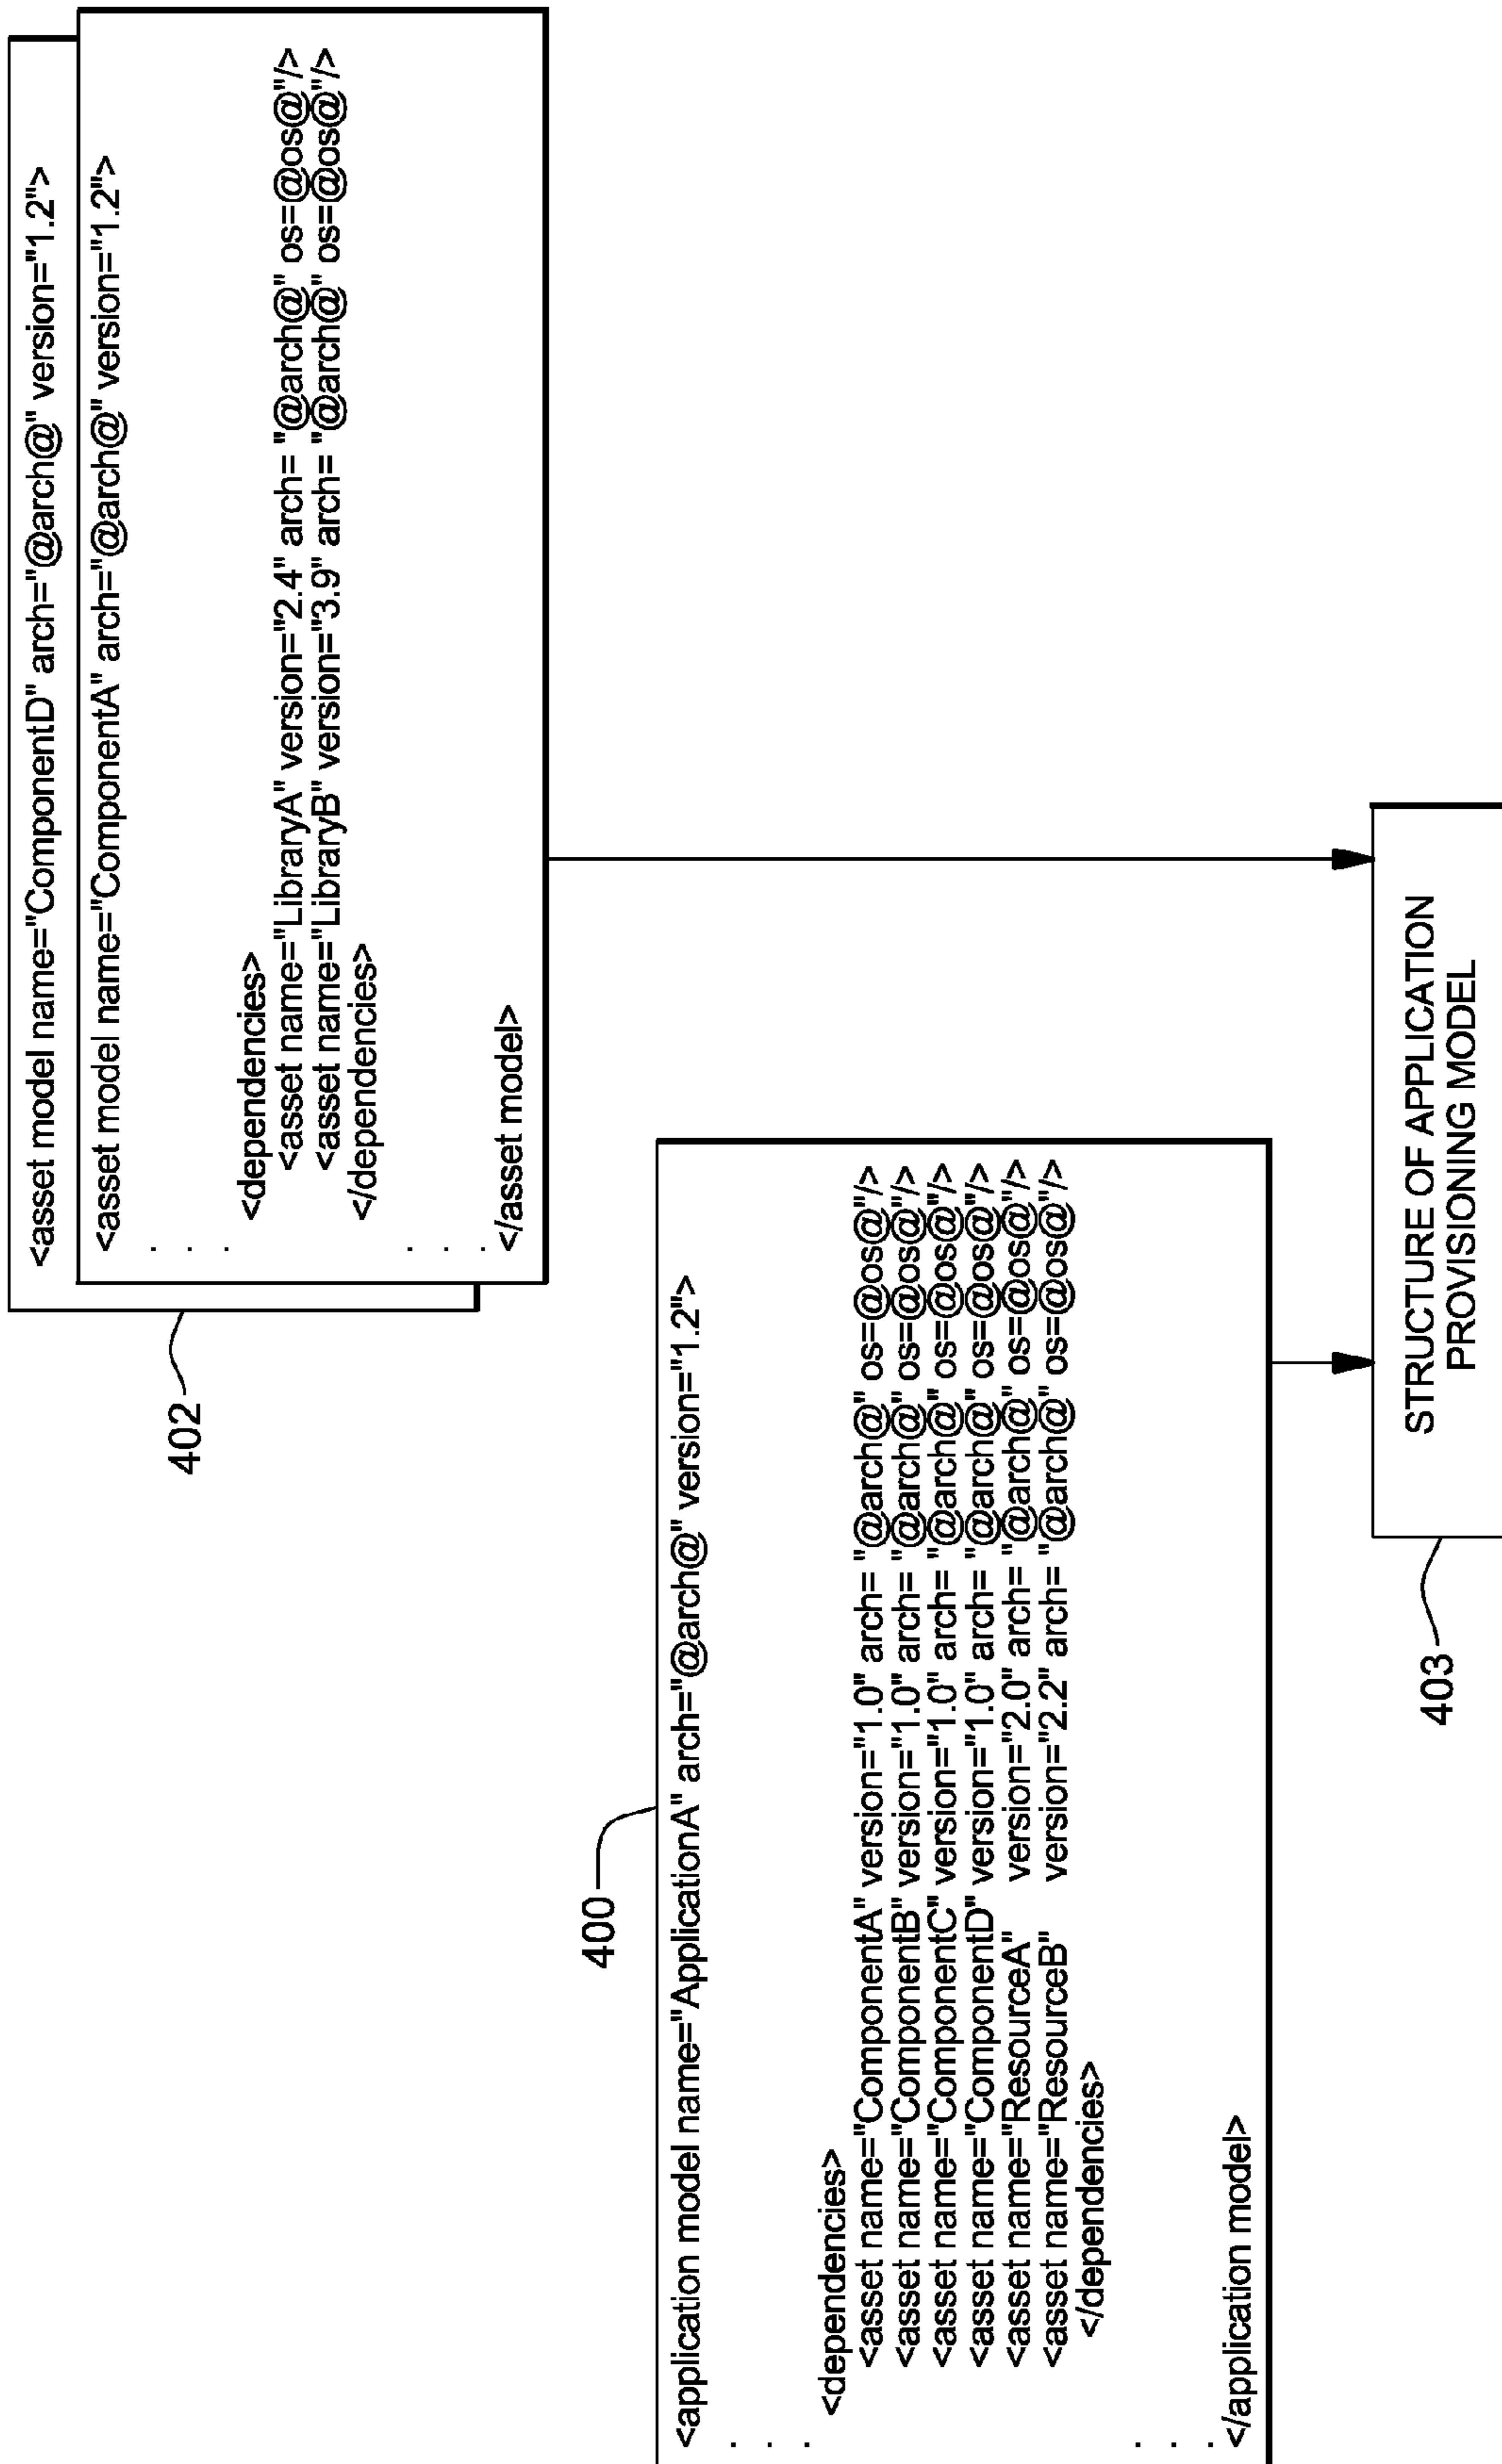 <asset model name="ComponentD" arch="@arch@" version="1.2">
<asset model name="ComponentA" arch="@arch@" version="1.2">
. . .
<dependencies>
<asset name="LibraryA" version="2.4" arch= "@arch@" os=@os@"/>
<asset name="LibraryB" version="3.9" arch= "@arch@" os=@os@"/>
</dependencies>
. . .
</asset model>
402
400
<application model name="ApplicationA" arch="@arch@" version="1.2">
. . .
<dependencies>
<asset name="ComponentA" version="1.0" arch= "@arch@" os=@os@"/>
<asset name="ComponentB" version="1.0" arch= "@arch@" os=@os@"/>
<asset name="ComponentC" version="1.0" arch= "@arch@" os=@os@"/>
<asset name="ComponentD" version="1.0" arch= "@arch@" os=@os@"/>
<asset name="ResourceA" version="2.0" arch= "@arch@" os=@os@"/>
<asset name="ResourceB" version="2.2" arch= "@arch@" os=@os@"/>
</dependencies>
. . .
</application model>
403
STRUCTURE OF APPLICATION
PROVISIONING MODEL